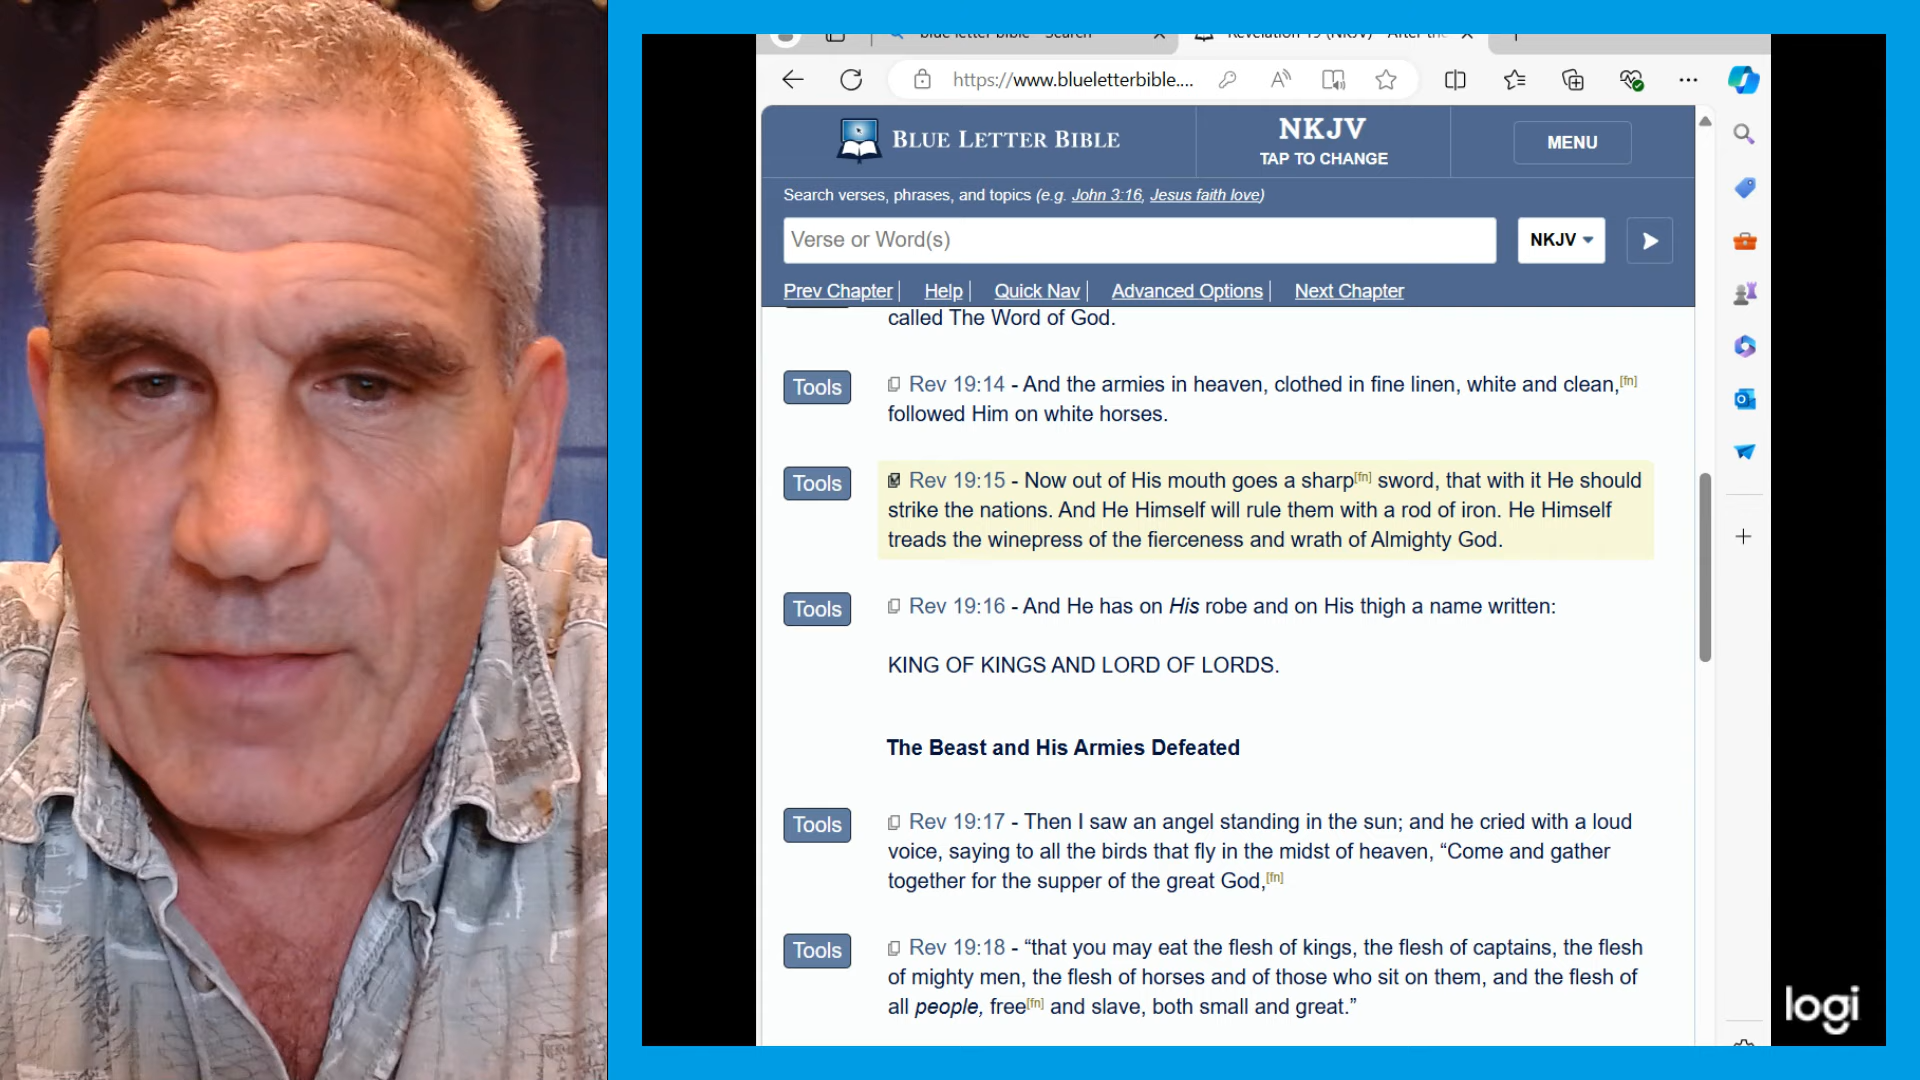 blue letter bible - Search
Revelation 19 (NKJV) - After the
https://www.blueletterbible....
BLUE LETTER BIBLE
NKJV
TAP TO CHANGE
MENU
Search verses, phrases, and topics (e.g. John 3:16, Jesus faith love)
Verse or Word(s)
NKJV
Prev Chapter | Help | Quick Nav | Advanced Options | Next Chapter
called The Word of God.
Tools
Rev 19:14 - And the armies in heaven, clothed in fine linen, white and clean,[fn]
followed Him on white horses.
Tools
Rev 19:15 - Now out of His mouth goes a sharp[fn] sword, that with it He should
strike the nations. And He Himself will rule them with a rod of iron. He Himself
treads the winepress of the fierceness and wrath of Almighty God.
Tools
Rev 19:16 - And He has on His robe and on His thigh a name written:
KING OF KINGS AND LORD OF LORDS.
The Beast and His Armies Defeated
Tools
Rev 19:17 - Then I saw an angel standing in the sun; and he cried with a loud
voice, saying to all the birds that fly in the midst of heaven, “Come and gather
together for the supper of the great God,[fn]
Tools
Rev 19:18 - “that you may eat the flesh of kings, the flesh of captains, the flesh
of mighty men, the flesh of horses and of those who sit on them, and the flesh of
all people, free[fn] and slave, both small and great.”
logi